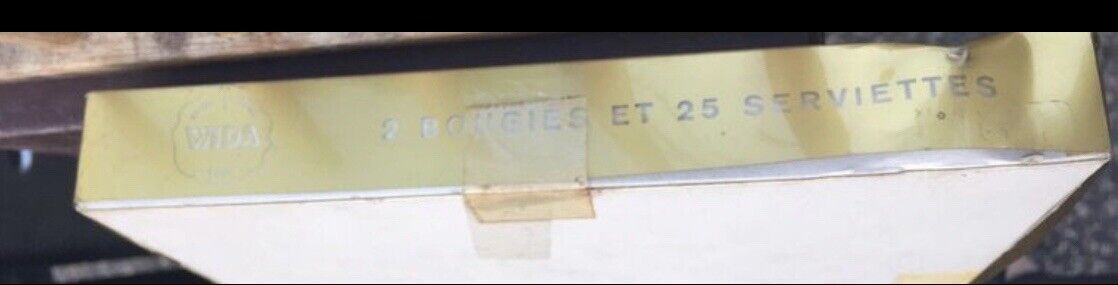 WIDA
2 BOUGIES ET 25 SERVIETTES